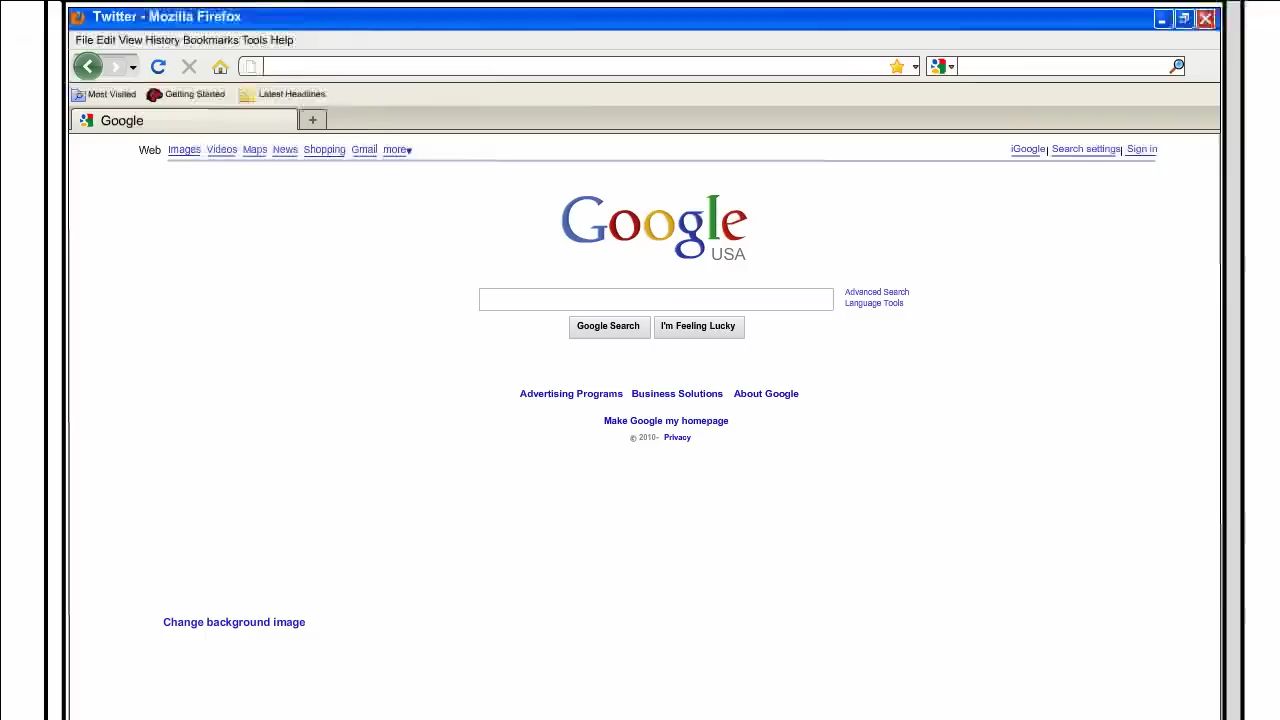 Twitter - Mozilla Firefox
File Edit View History Bookmarks Tools Help
Most Visited Getting Started Latest Headlines
Google +
Web Images Videos Maps News Shopping Gmail more▾ iGoogle| Search settings| Sign in
Google
USA
Advanced Search
Language Tools
Google Search I'm Feeling Lucky
Advertising Programs Business Solutions About Google
Make Google my homepage
© 2010- Privacy
Change background image